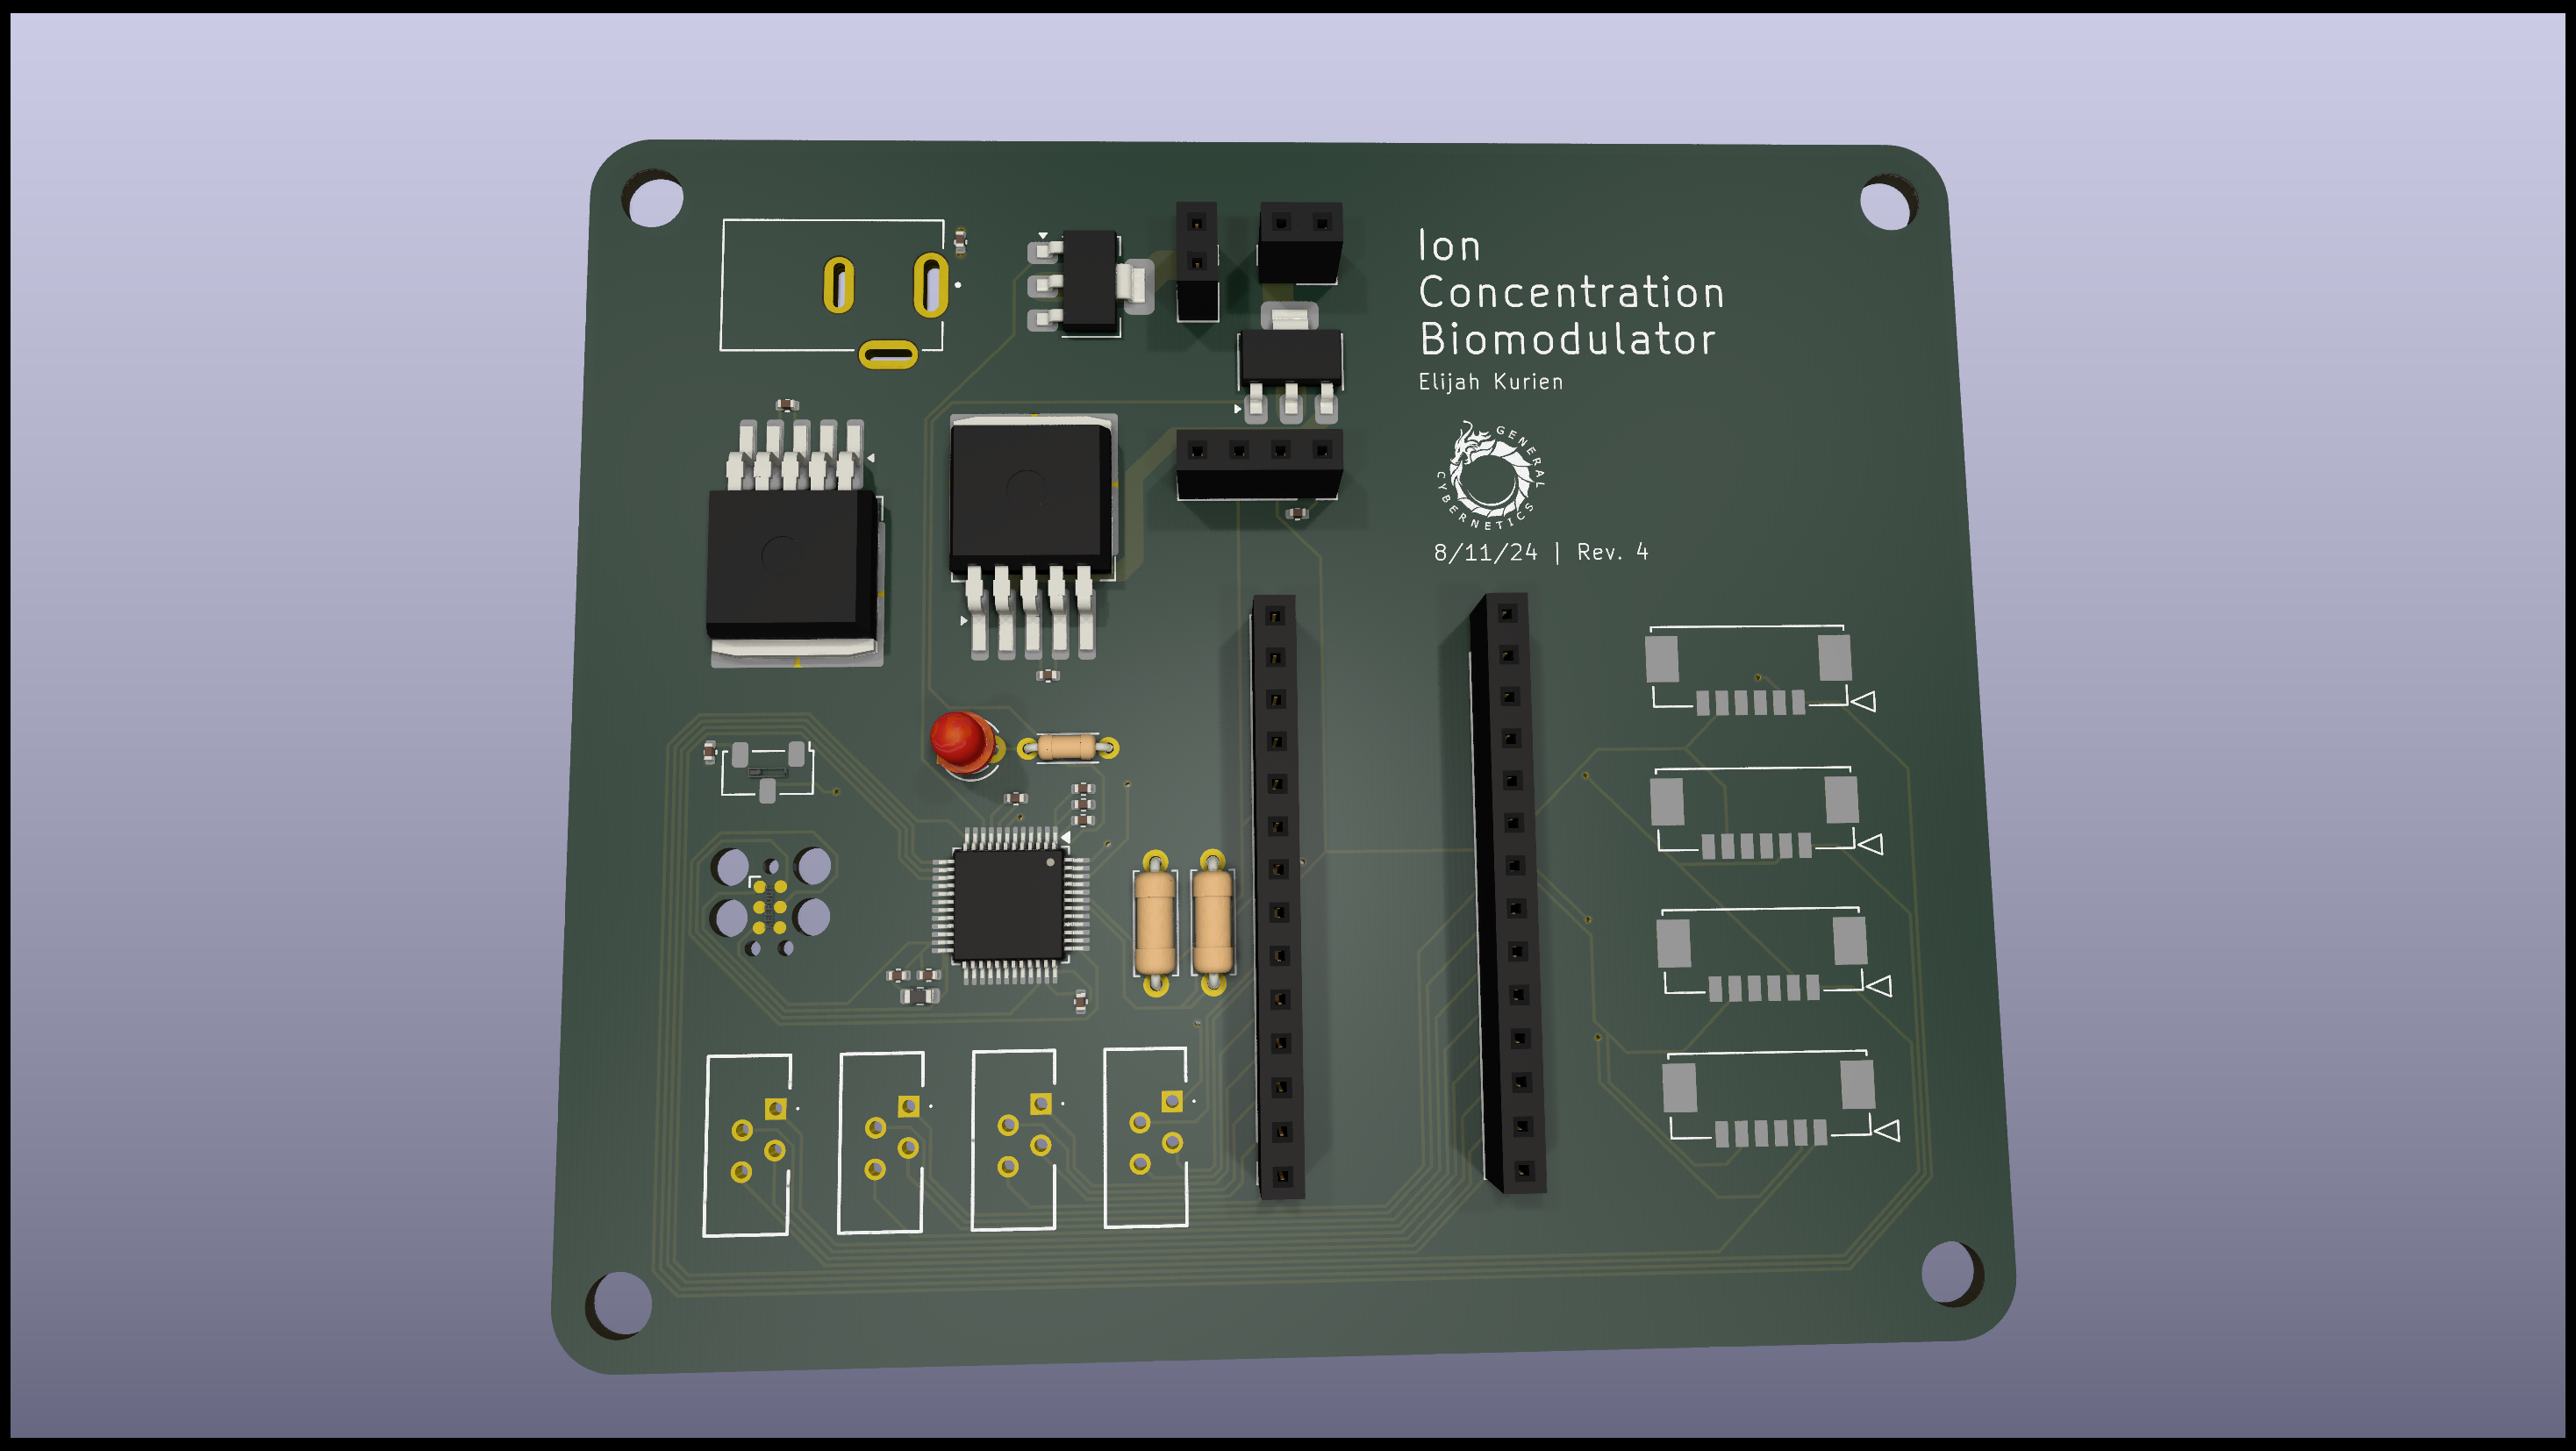 Ion
Concentration
Biomodulator
Elijah Kurien
GENERAL
CYBERNETICS
8/11/24 | Rev. 4